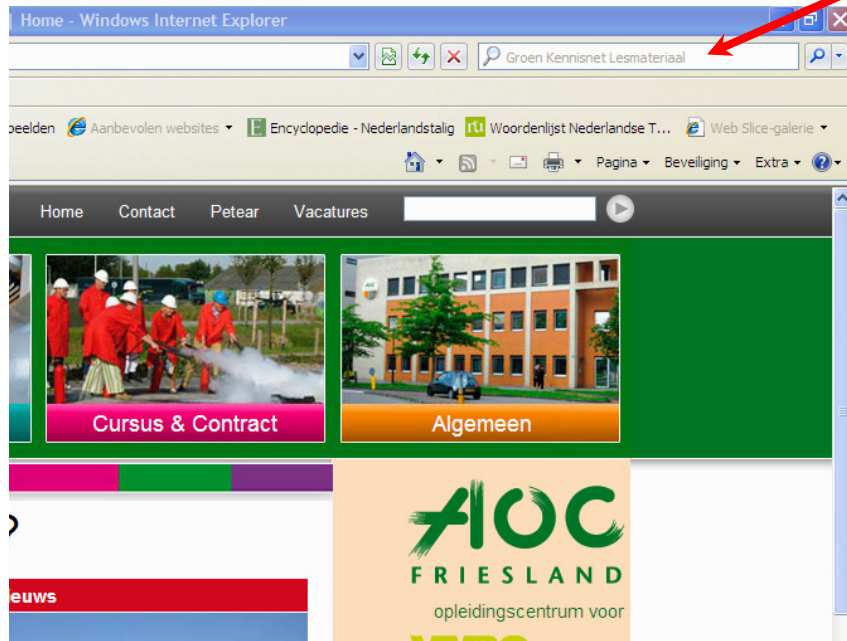 Home - Windows Internet Explorer
Groen Kennisnet Lesmateriaal
Aanbevolen websites
Encyclopedie - Nederlandstalig
Woordenlijst Nederlandse T...
Web Slice-galerie
Pagina
Beveiliging
Extra
Home
Contact
Petear
Vacatures
Cursus & Contract
Algemeen
AOC
FRIESLAND
opleidingscentrum voor